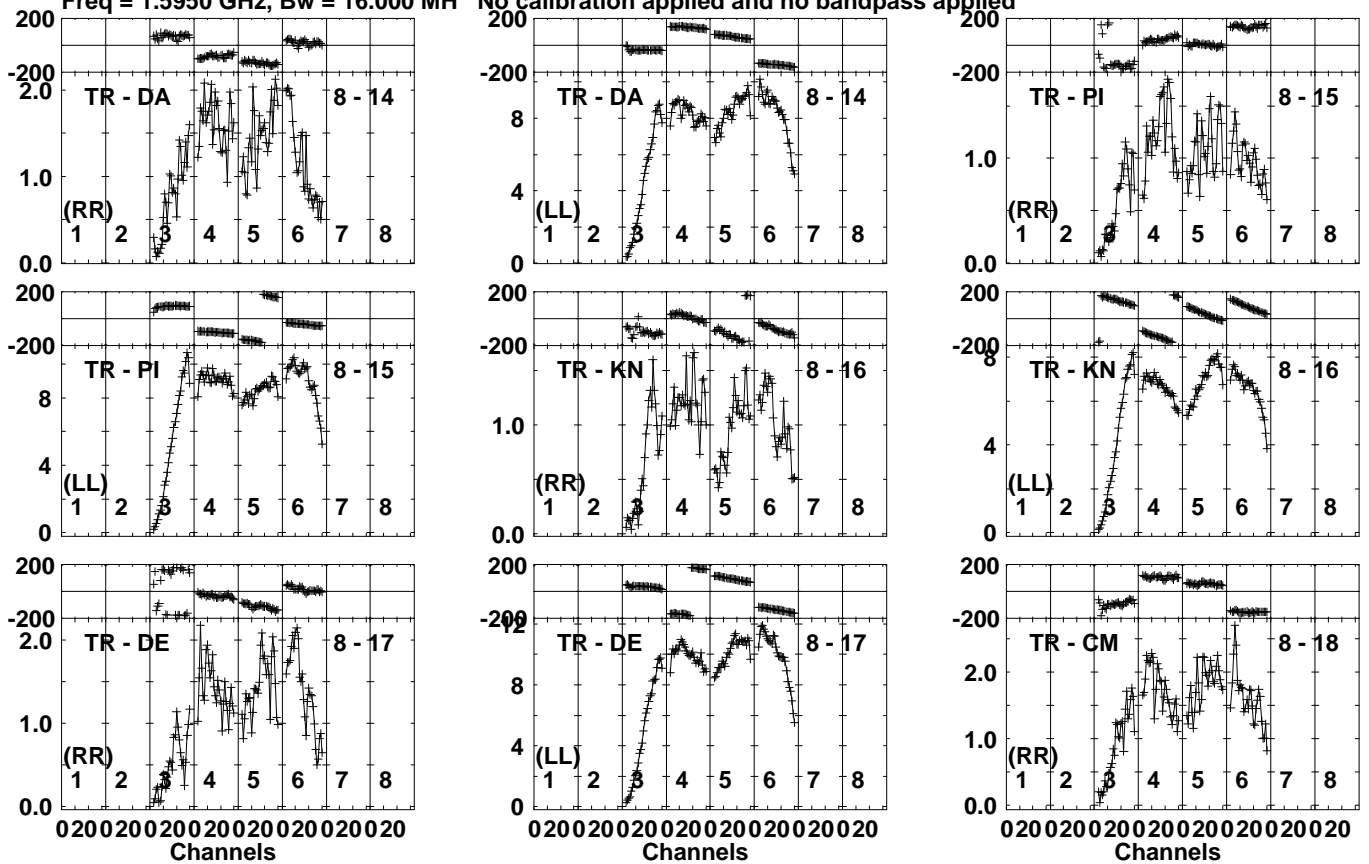 Freq = 1.5950 GHz, Bw = 16.000 MH No calibration applied and no bandpass applied
200 200 200
-200 -200 -200
TR - DA 8 - 14 TR - DA 8 - 14 TR - PI 8 - 15
2.0 8
1.0 4 1.0
(RR) (LL) (RR)
1 2 3 4 5 6 7 8 1 2 3 4 5 6 7 8 1 2 3 4 5 6 7 8
0.0 0 0.0
200 200 200
-200 -200 -200
8
TR - PI 8 - 15 TR - KN 8 - 16 TR - KN 8 - 16
8 1.0
4 4
(LL) (RR) (LL)
1 2 3 4 5 6 7 8 1 2 3 4 5 6 7 8 1 2 3 4 5 6 7 8
0 0.0 0
200 200 200
-200 -200 -200
12
TR - DE 8 - 17 TR - DE 8 - 17 TR - CM 8 - 18
2.0 8 2.0
1.0 4 1.0
(RR) (LL) (RR)
1 2 3 4 5 6 7 8 1 2 3 4 5 6 7 8 1 2 3 4 5 6 7 8
0.0 0 0.0
0 20 0 20 0 20 0 20 0 20 0 20 0 20 0 20 0 20 0 20 0 20 0 20 0 20 0 20 0 20 0 20 0 20 0 20 0 20 0 20 0 20 0 20 0 20 0 20
Channels Channels Channels